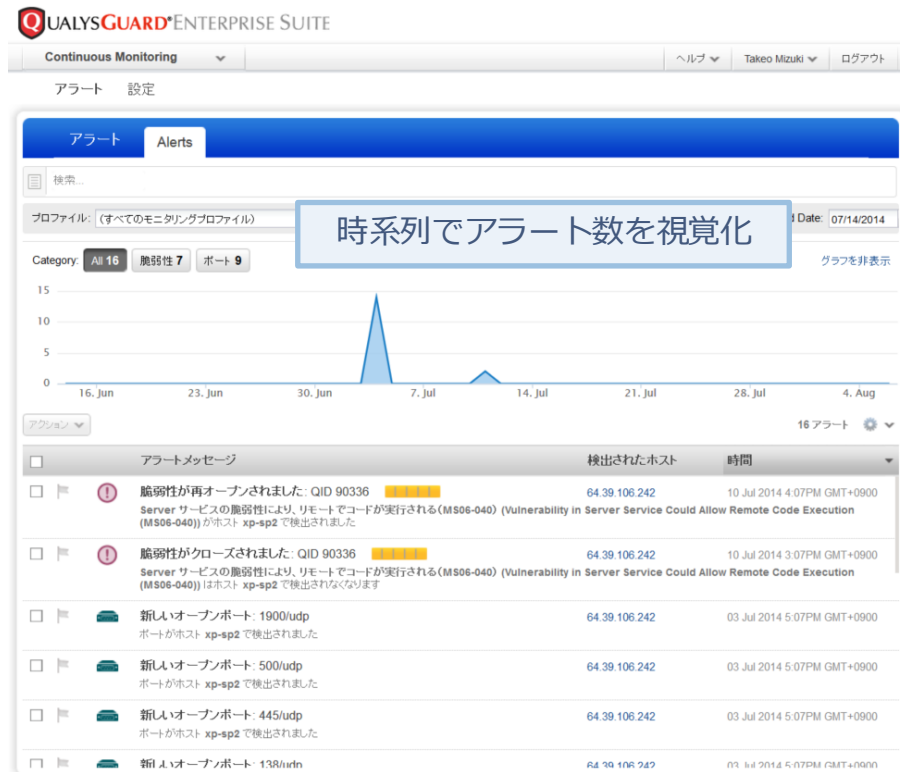 QUALYSGUARD® ENTERPRISE SUITE
Continuous Monitoring ヘルプ Takeo Mizuki ログアウト
アラート 設定
アラート Alerts
検索...
プロファイル: (すべてのモニタリングプロファイル) d Date: 07/14/2014
時系列でアラート数を視覚化
Category: All 16 脆弱性 7 ポート 9 グラフを非表示
15
10
5
0
16. Jun 23. Jun 30. Jun 7. Jul 14. Jul 21. Jul 28. Jul 4. Aug
アクション 16 アラート
アラートメッセージ 検出されたホスト 時間
脆弱性が再オープンされました: QID 90336 64.39.106.242 10 Jul 2014 4:07PM GMT+0900
Server サービスの脆弱性により、リモートでコードが実行される(MS06-040) (Vulnerability in Server Service Could Allow Remote Code Execution
(MS06-040)) がホスト xp-sp2 で検出されました
脆弱性がクローズされました: QID 90336 64.39.106.242 10 Jul 2014 3:07PM GMT+0900
Server サービスの脆弱性により、リモートでコードが実行される(MS06-040) (Vulnerability in Server Service Could Allow Remote Code Execution
(MS06-040)) はホスト xp-sp2 で検出されなくなります
新しいオープンポート: 1900/udp 64.39.106.242 03 Jul 2014 5:07PM GMT+0900
ポートがホスト xp-sp2 で検出されました
新しいオープンポート: 500/udp 64.39.106.242 03 Jul 2014 5:07PM GMT+0900
ポートがホスト xp-sp2 で検出されました
新しいオープンポート: 445/udp 64.39.106.242 03 Jul 2014 5:07PM GMT+0900
ポートがホスト xp-sp2 で検出されました
新しいオープンポート: 138/udp 64.39.106.242 03 Jul 2014 5:07PM GMT+0900